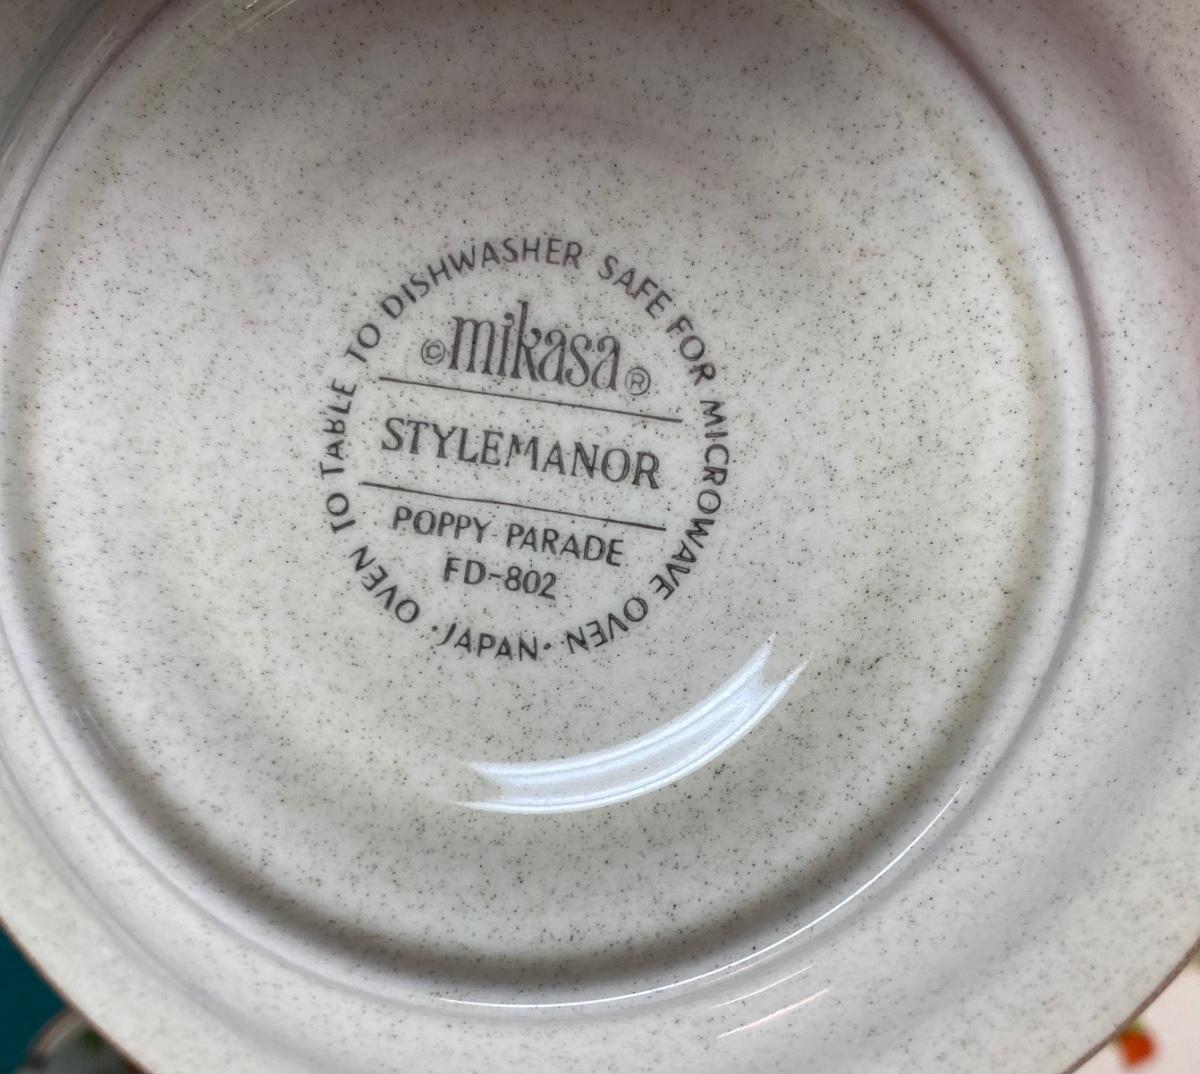 ©mikasa®
STYLEMANOR
POPPY PARADE
FD-802
OVEN TO TABLE TO DISHWASHER SAFE FOR MICROWAVE OVEN
·JAPAN·